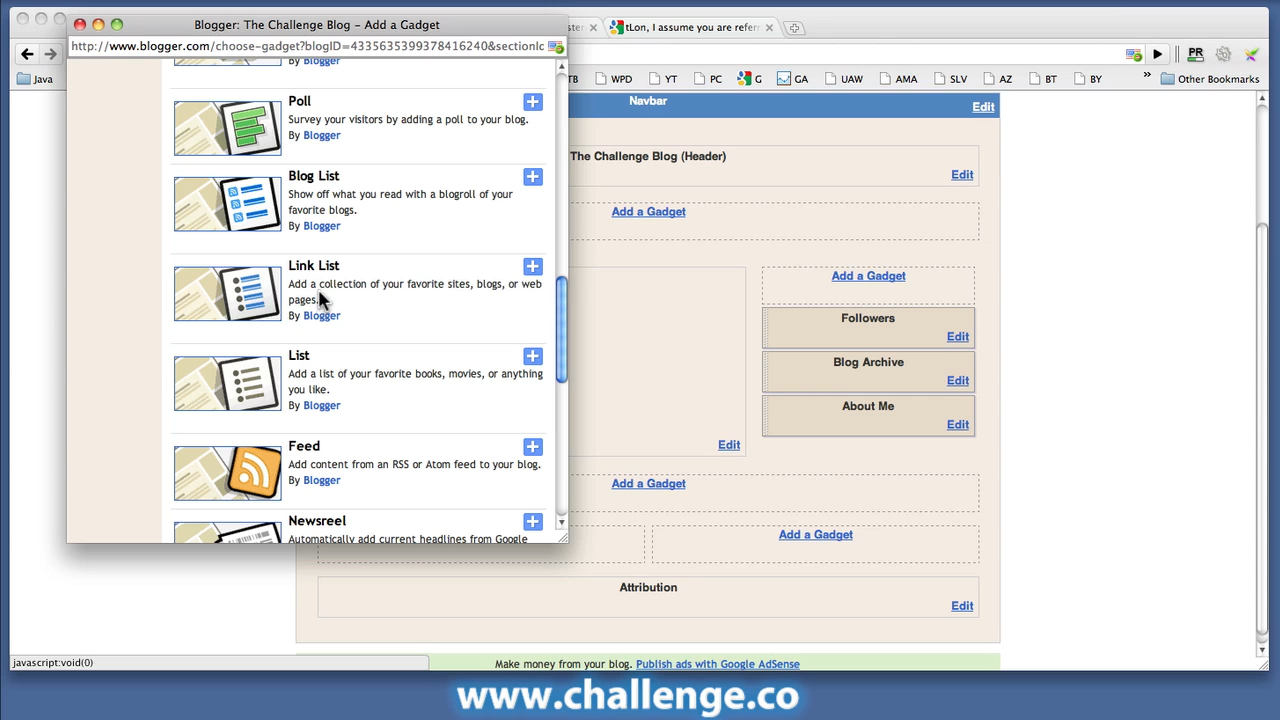 Blogger: The Challenge Blog – Add a Gadget
http://www.blogger.com/choose-gadget?blogID=4335635399378416240&sectionIc
tLon, I assume you are refer
PR
Java
TB
WPD
YT
PC
G
GA
UAW
AMA
SLV
AZ
BT
BY
»
Other Bookmarks
By Blogger
Poll
Survey your visitors by adding a poll to your blog.
By Blogger
Blog List
Show off what you read with a blogroll of your
favorite blogs.
By Blogger
Link List
Add a collection of your favorite sites, blogs, or web
pages.
By Blogger
List
Add a list of your favorite books, movies, or anything
you like.
By Blogger
Feed
Add content from an RSS or Atom feed to your blog.
By Blogger
Newsreel
Automatically add current headlines from Google
Navbar
Edit
The Challenge Blog (Header)
Edit
Add a Gadget
Add a Gadget
Followers
Edit
Blog Archive
Edit
About Me
Edit
Edit
Add a Gadget
Add a Gadget
Attribution
Edit
javascript:void(0)
Make money from your blog. Publish ads with Google AdSense
www.challenge.co